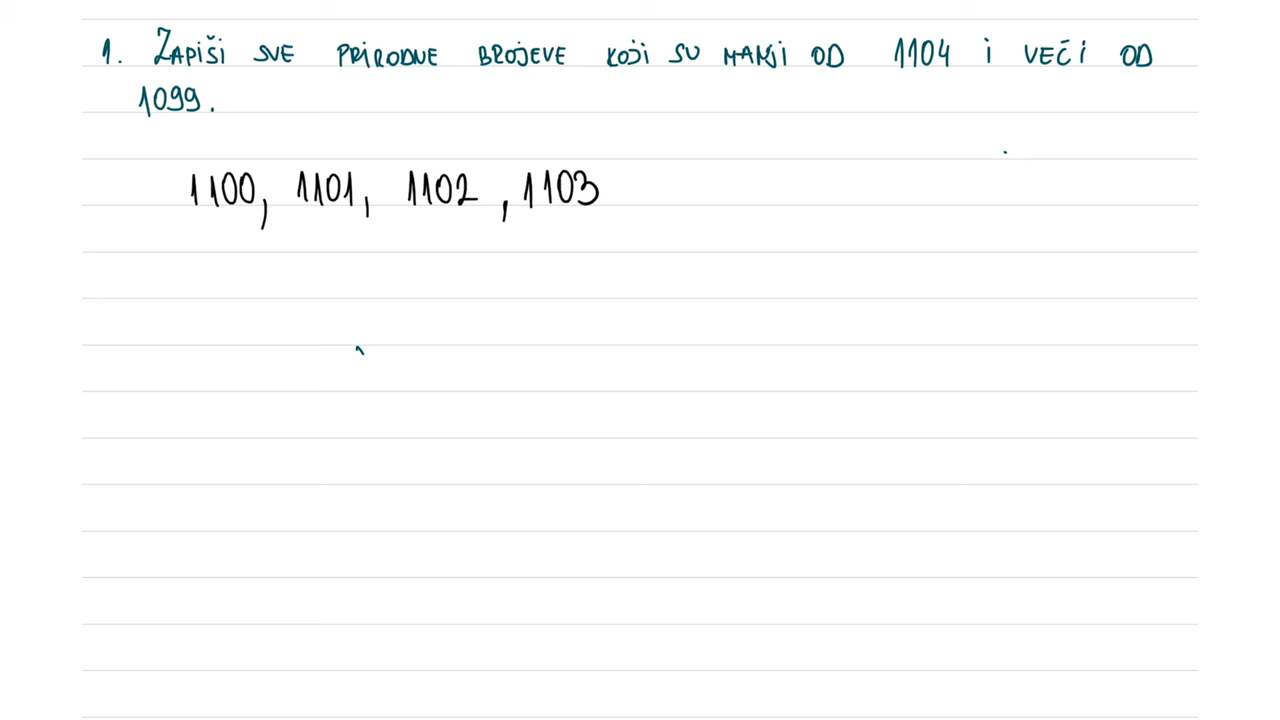 1. ZAPIŠI SVE PRIRODNE BROJEVE KOJI SU MANJI OD 1104 I VEĆI OD
1099.
1100, 1101, 1102 , 1103